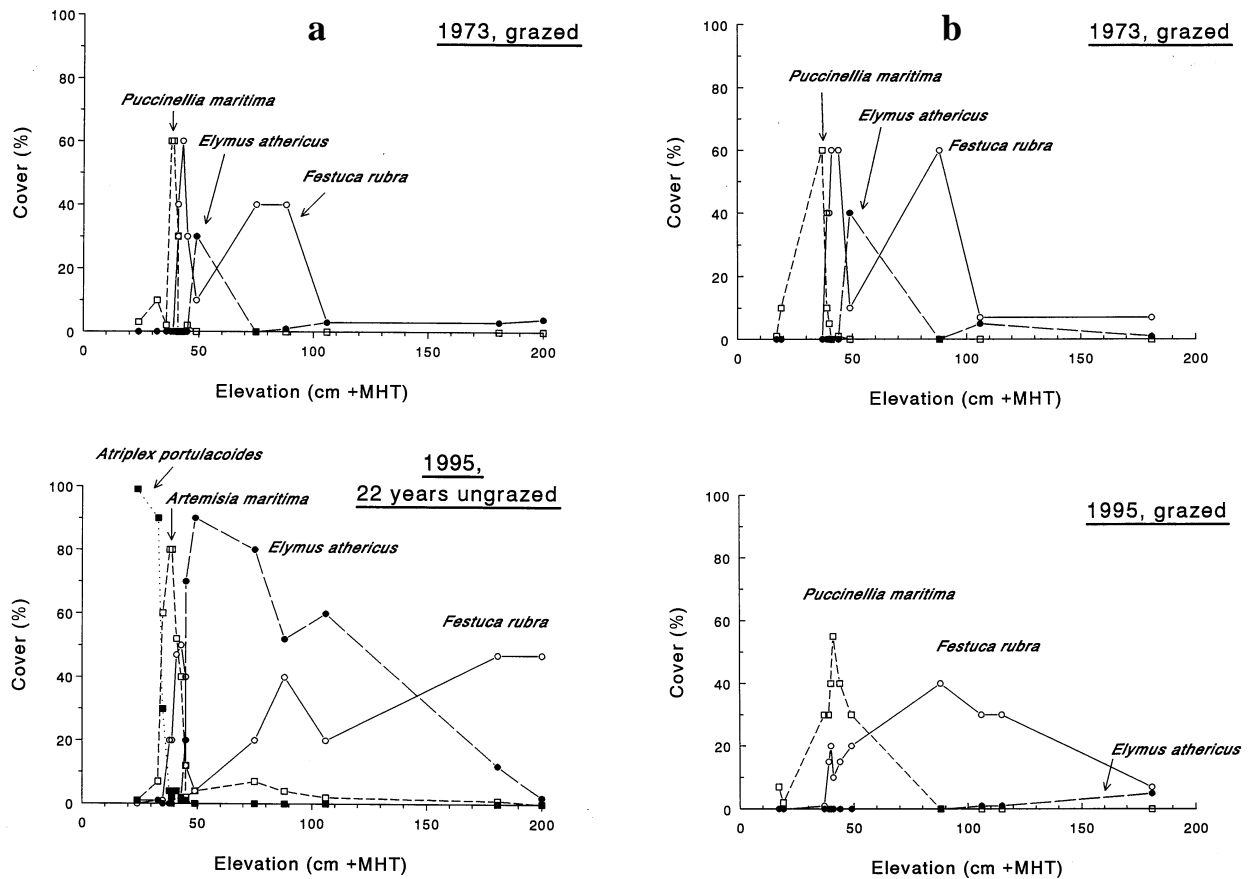 a
1973, grazed
100
80
60
40
20
0
Cover (%)
Puccinellia maritima
Elymus athericus
Festuca rubra
0 50 100 150 200
Elevation (cm +MHT)
b
1973, grazed
100
80
60
40
20
0
Cover (%)
Puccinellia maritima
Elymus athericus
Festuca rubra
0 50 100 150 200
Elevation (cm +MHT)
Atriplex portulacoides
1995,
22 years ungrazed
100
80
60
40
20
0
Cover (%)
Artemisia maritima
Elymus athericus
Festuca rubra
0 50 100 150 200
Elevation (cm +MHT)
1995, grazed
100
80
60
40
20
0
Cover (%)
Puccinellia maritima
Festuca rubra
Elymus athericus
0 50 100 150 200
Elevation (cm +MHT)